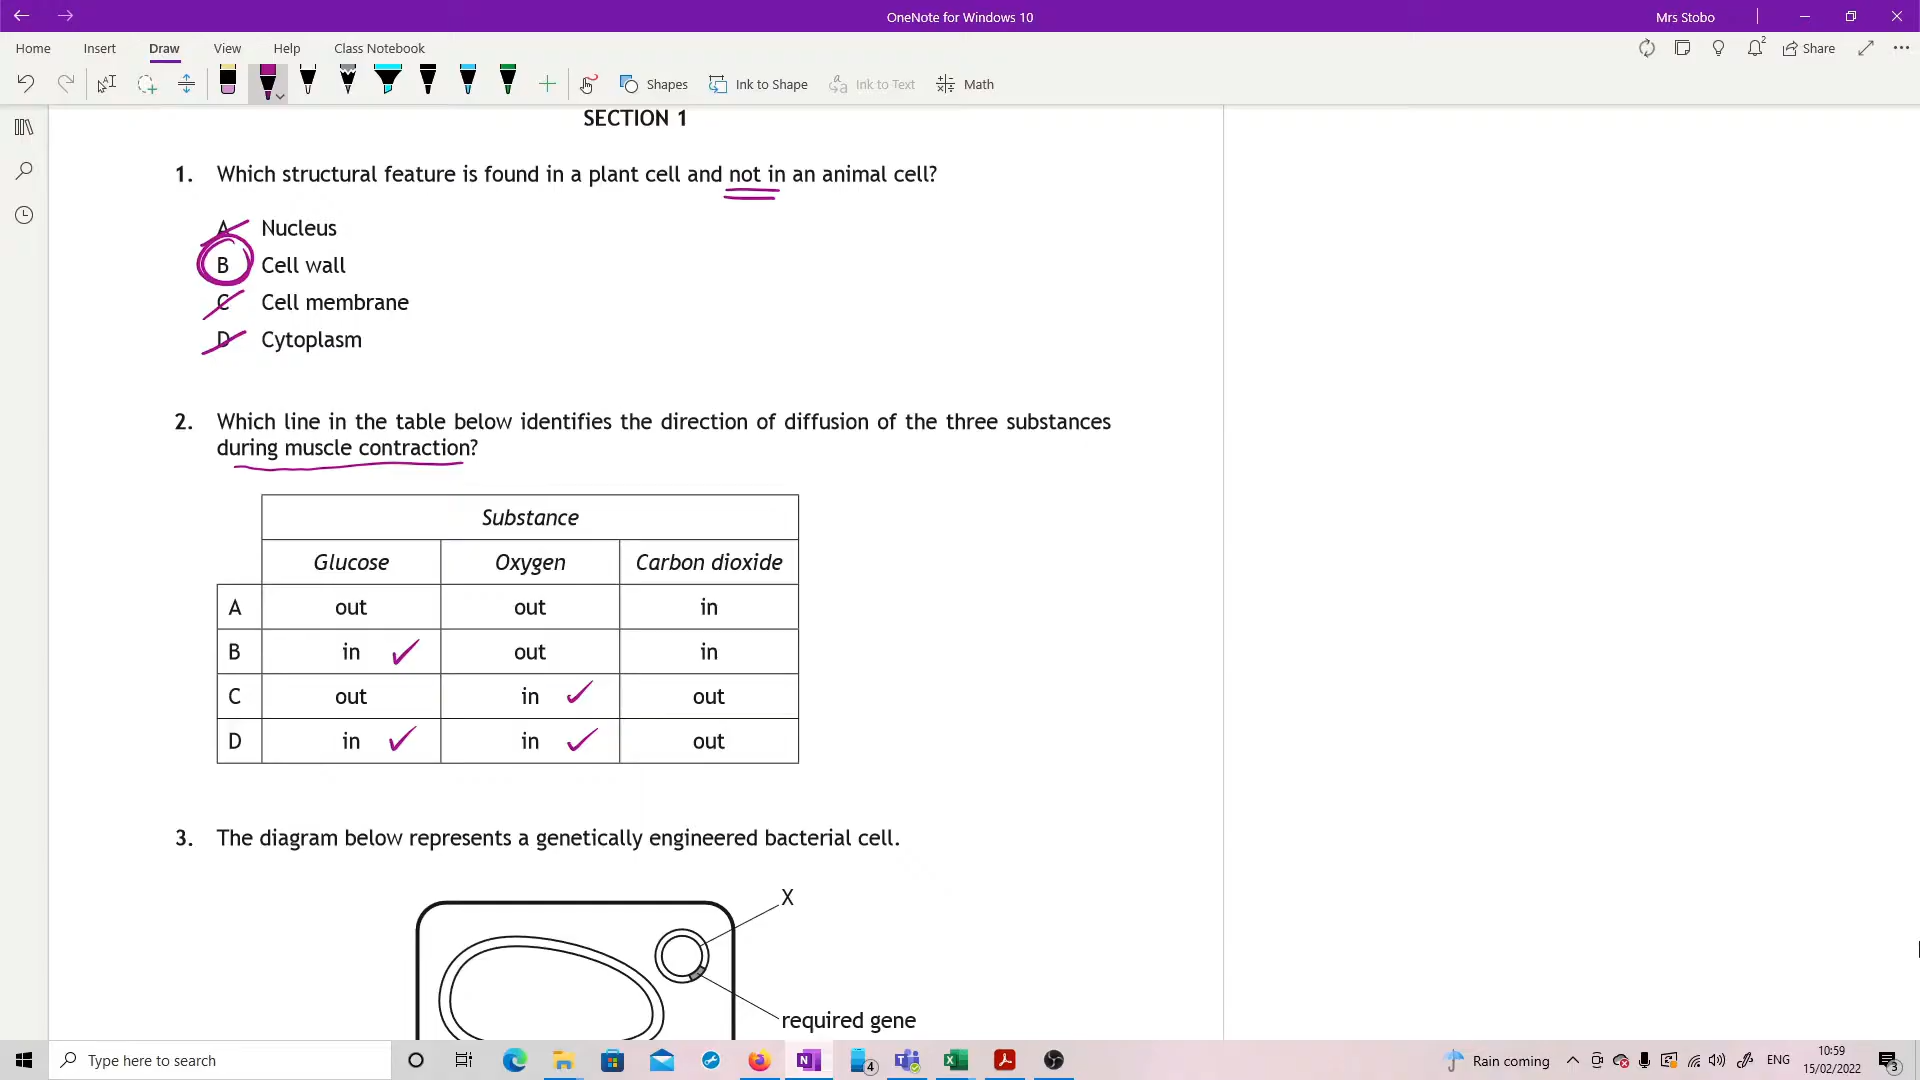 OneNote for Windows 10
Mrs Stobo
Home Insert Draw View Help Class Notebook
Share
Shapes Ink to Shape Ink to Text Math
SECTION 1
1. Which structural feature is found in a plant cell and not in an animal cell?
A Nucleus
B Cell wall
C Cell membrane
D Cytoplasm
2. Which line in the table below identifies the direction of diffusion of the three substances
during muscle contraction?
Substance
Glucose Oxygen Carbon dioxide
A out out in
B in out in
C out in out
D in in out
3. The diagram below represents a genetically engineered bacterial cell.
X
required gene
Type here to search
4
Rain coming
ENG
10:59
15/02/2022
3
2